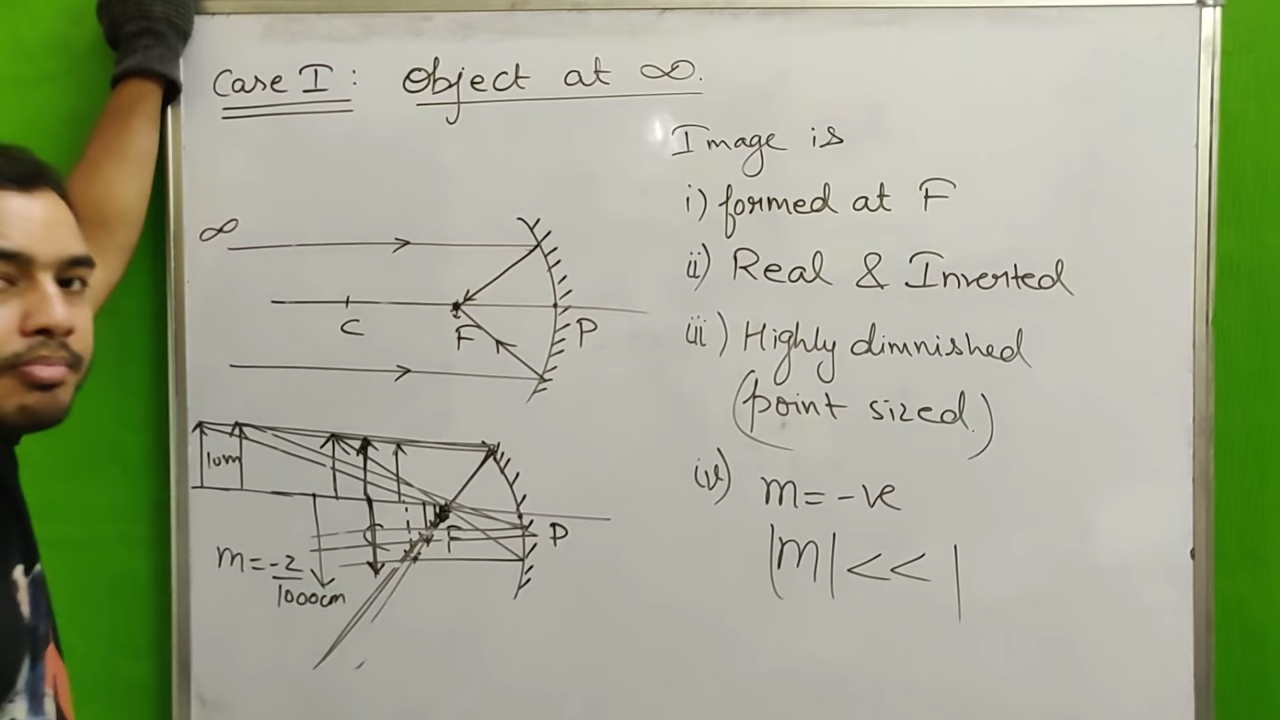 Case I : Object at ∞.
Image is
i) formed at F
ii) Real & Inverted
iii) Highly dimnished
(point sized.)
iv) m = -ve
|m| << 1
∞
C F P
10m
C F P
m = -2
1000cm